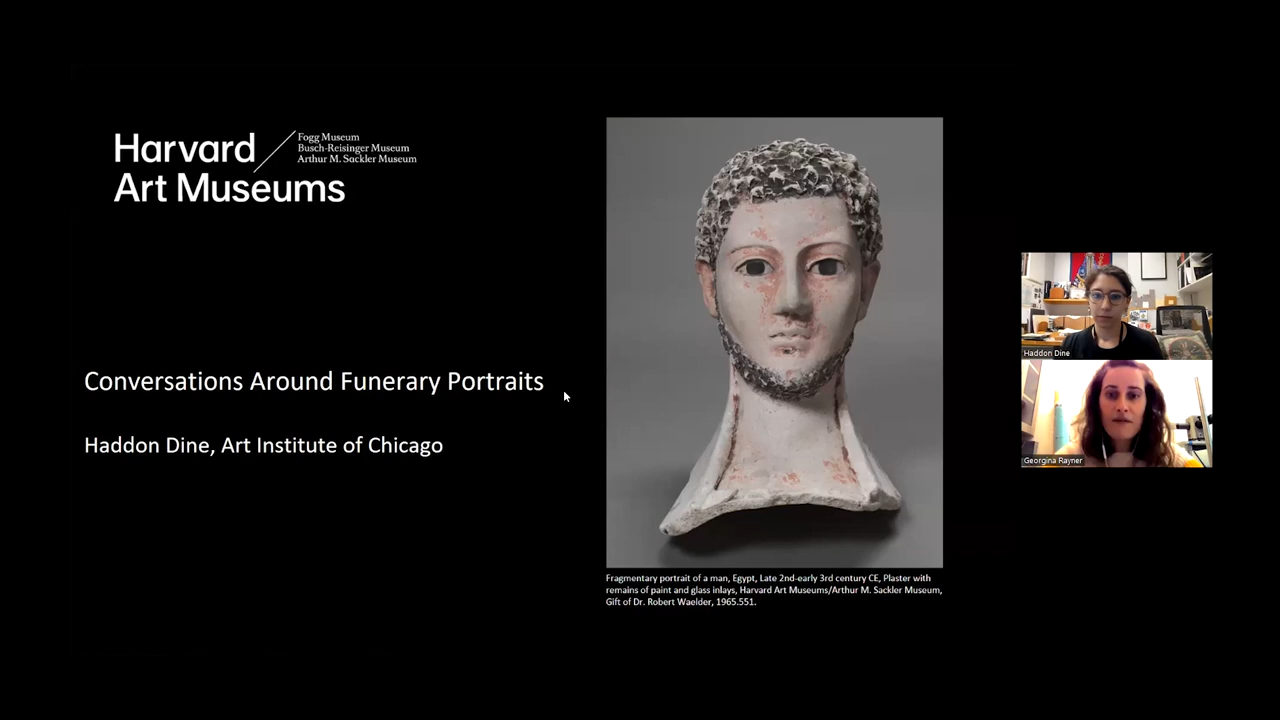 Harvard
Art Museums
Fogg Museum
Busch-Reisinger Museum
Arthur M. Sackler Museum
Conversations Around Funerary Portraits
Haddon Dine, Art Institute of Chicago
Fragmentary portrait of a man, Egypt, Late 2nd-early 3rd century CE, Plaster with
remains of paint and glass inlays, Harvard Art Museums/Arthur M. Sackler Museum,
Gift of Dr. Robert Waelder, 1965.551.
Haddon Dine
Georgina Rayner